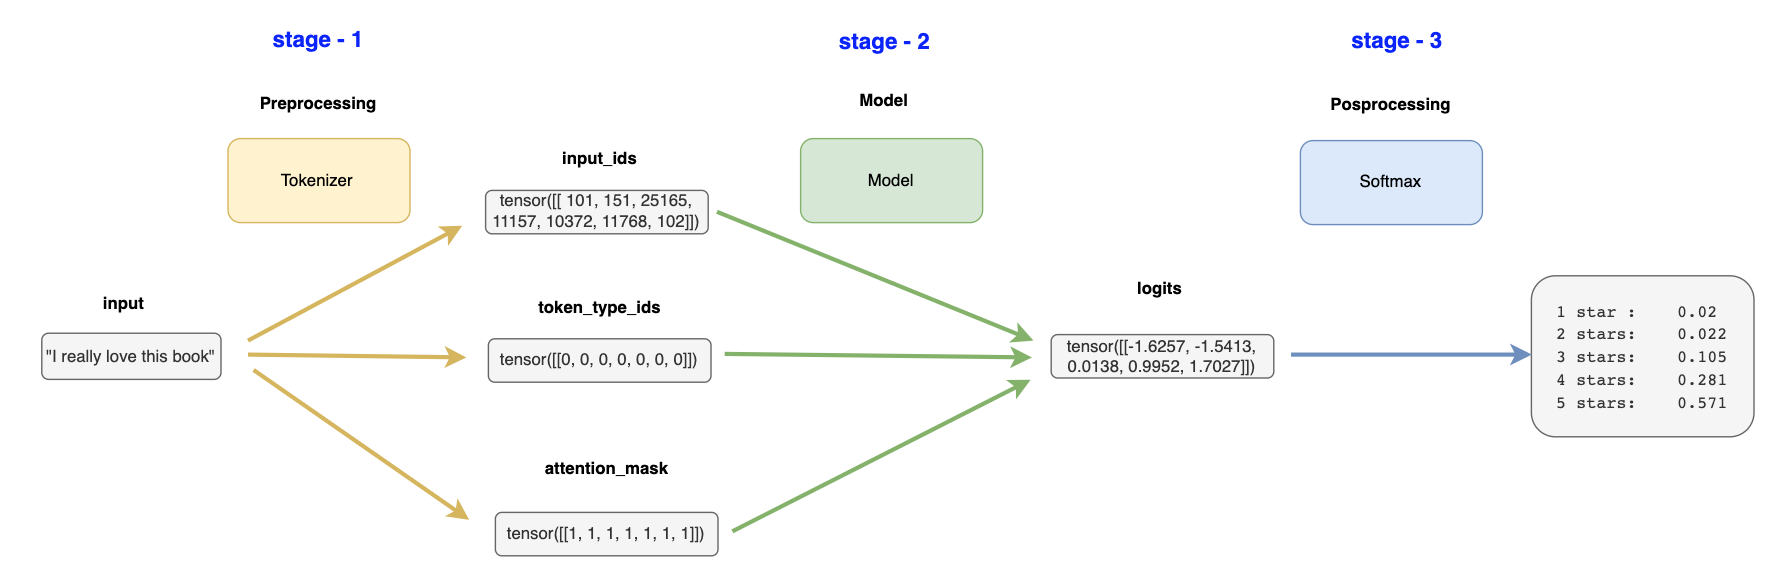 stage - 1
stage - 2
stage - 3
Preprocessing
Model
Posprocessing
Tokenizer
Model
Softmax
input_ids
tensor([[ 101, 151, 25165,
11157, 10372, 11768, 102]])
input
"I really love this book"
token_type_ids
tensor([[0, 0, 0, 0, 0, 0, 0]])
attention_mask
tensor([[1, 1, 1, 1, 1, 1, 1]])
logits
tensor([[-1.6257, -1.5413,
0.0138, 0.9952, 1.7027]])
1 star : 0.02
2 stars: 0.022
3 stars: 0.105
4 stars: 0.281
5 stars: 0.571